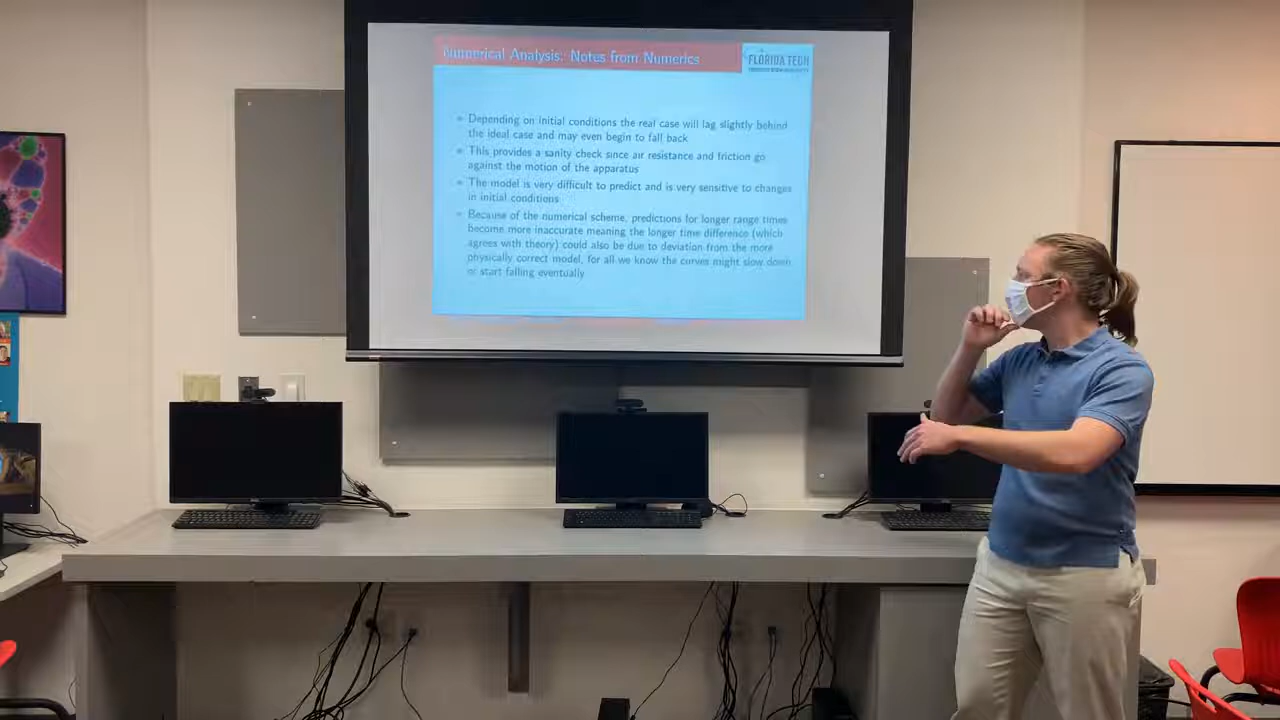 Numerical Analysis: Notes from Numerics
FLORIDA TECH
Depending on initial conditions the real case will lag slightly behind
the ideal case and may even begin to fall back
This provides a sanity check since air resistance and friction go
against the motion of the apparatus
The model is very difficult to predict and is very sensitive to changes
in initial conditions
Because of the numerical scheme, predictions for longer range times
become more inaccurate meaning the longer time difference (which
agrees with theory) could also be due to deviation from the more
physically correct model, for all we know the curves might slow down
or start falling eventually